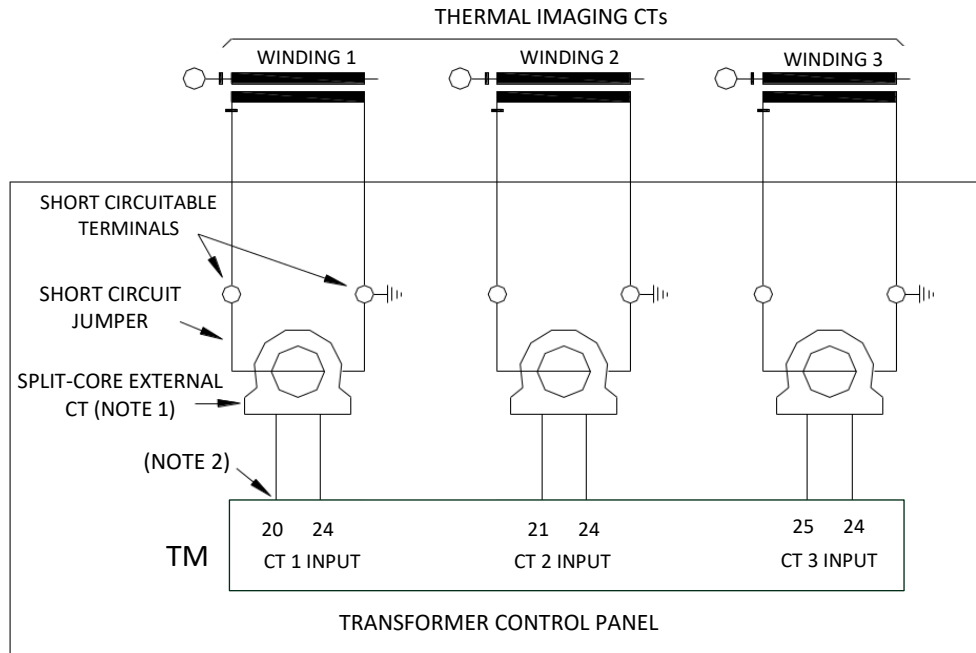 THERMAL IMAGING CTs
WINDING 1
WINDING 2
WINDING 3
SHORT CIRCUITABLE
TERMINALS
SHORT CIRCUIT
JUMPER
SPLIT-CORE EXTERNAL
CT (NOTE 1)
(NOTE 2)
20 24
21 24
25 24
TM
CT 1 INPUT
CT 2 INPUT
CT 3 INPUT
TRANSFORMER CONTROL PANEL